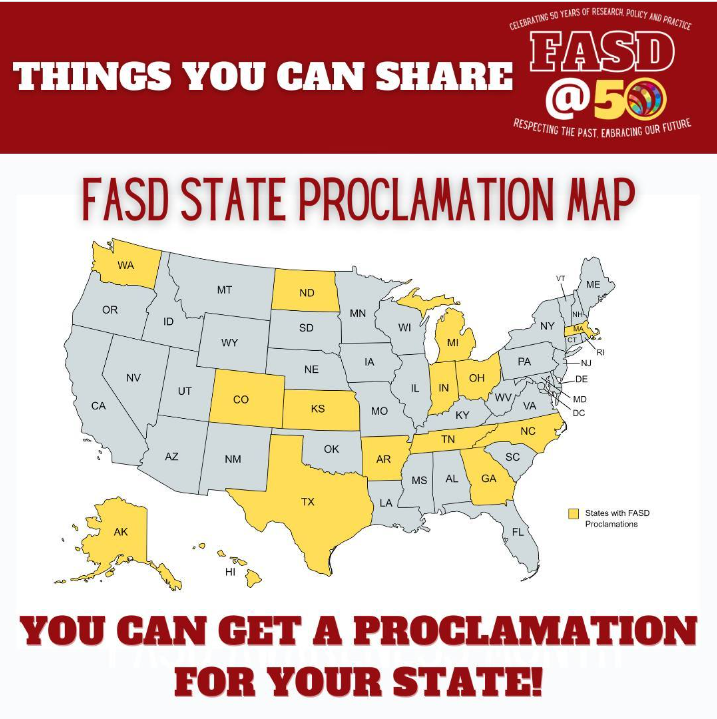 CELEBRATING 50 YEARS OF RESEARCH, POLICY AND PRACTICE
THINGS YOU CAN SHARE
FASD
@50
RESPECTING THE PAST, EMBRACING OUR FUTURE
FASD STATE PROCLAMATION MAP
WA
MT
ND
MN
VT
ME
OR
ID
SD
WI
MI
NY
NH
MA
CT
RI
WY
NE
IA
PA
NJ
NV
UT
CO
KS
IL
IN
OH
WV
VA
DE
MD
DC
CA
MO
KY
AZ
NM
OK
AR
TN
NC
SC
TX
LA
MS
AL
GA
FL
AK
HI
States with FASD
Proclamations
YOU CAN GET A PROCLAMATION
FOR YOUR STATE!